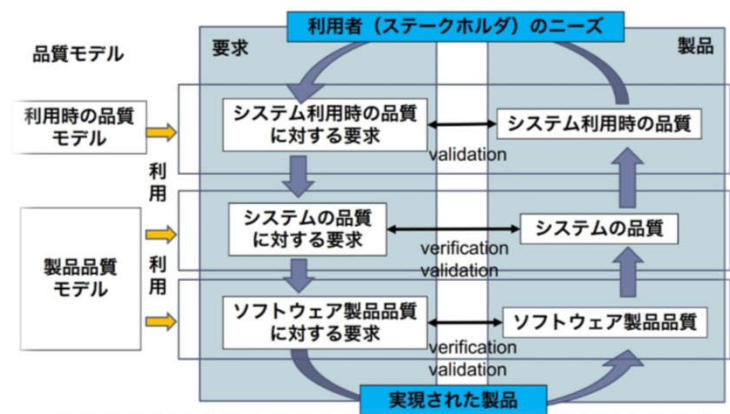 利用者（ステークホルダ）のニーズ
品質モデル
要求
製品
利用時の品質
モデル
システム利用時の品質
に対する要求
validation
システム利用時の品質
利用
システムの品質
に対する要求
verification
validation
システムの品質
製品品質
モデル
利用
ソフトウェア製品品質
に対する要求
verification
validation
ソフトウェア製品品質
実現された製品